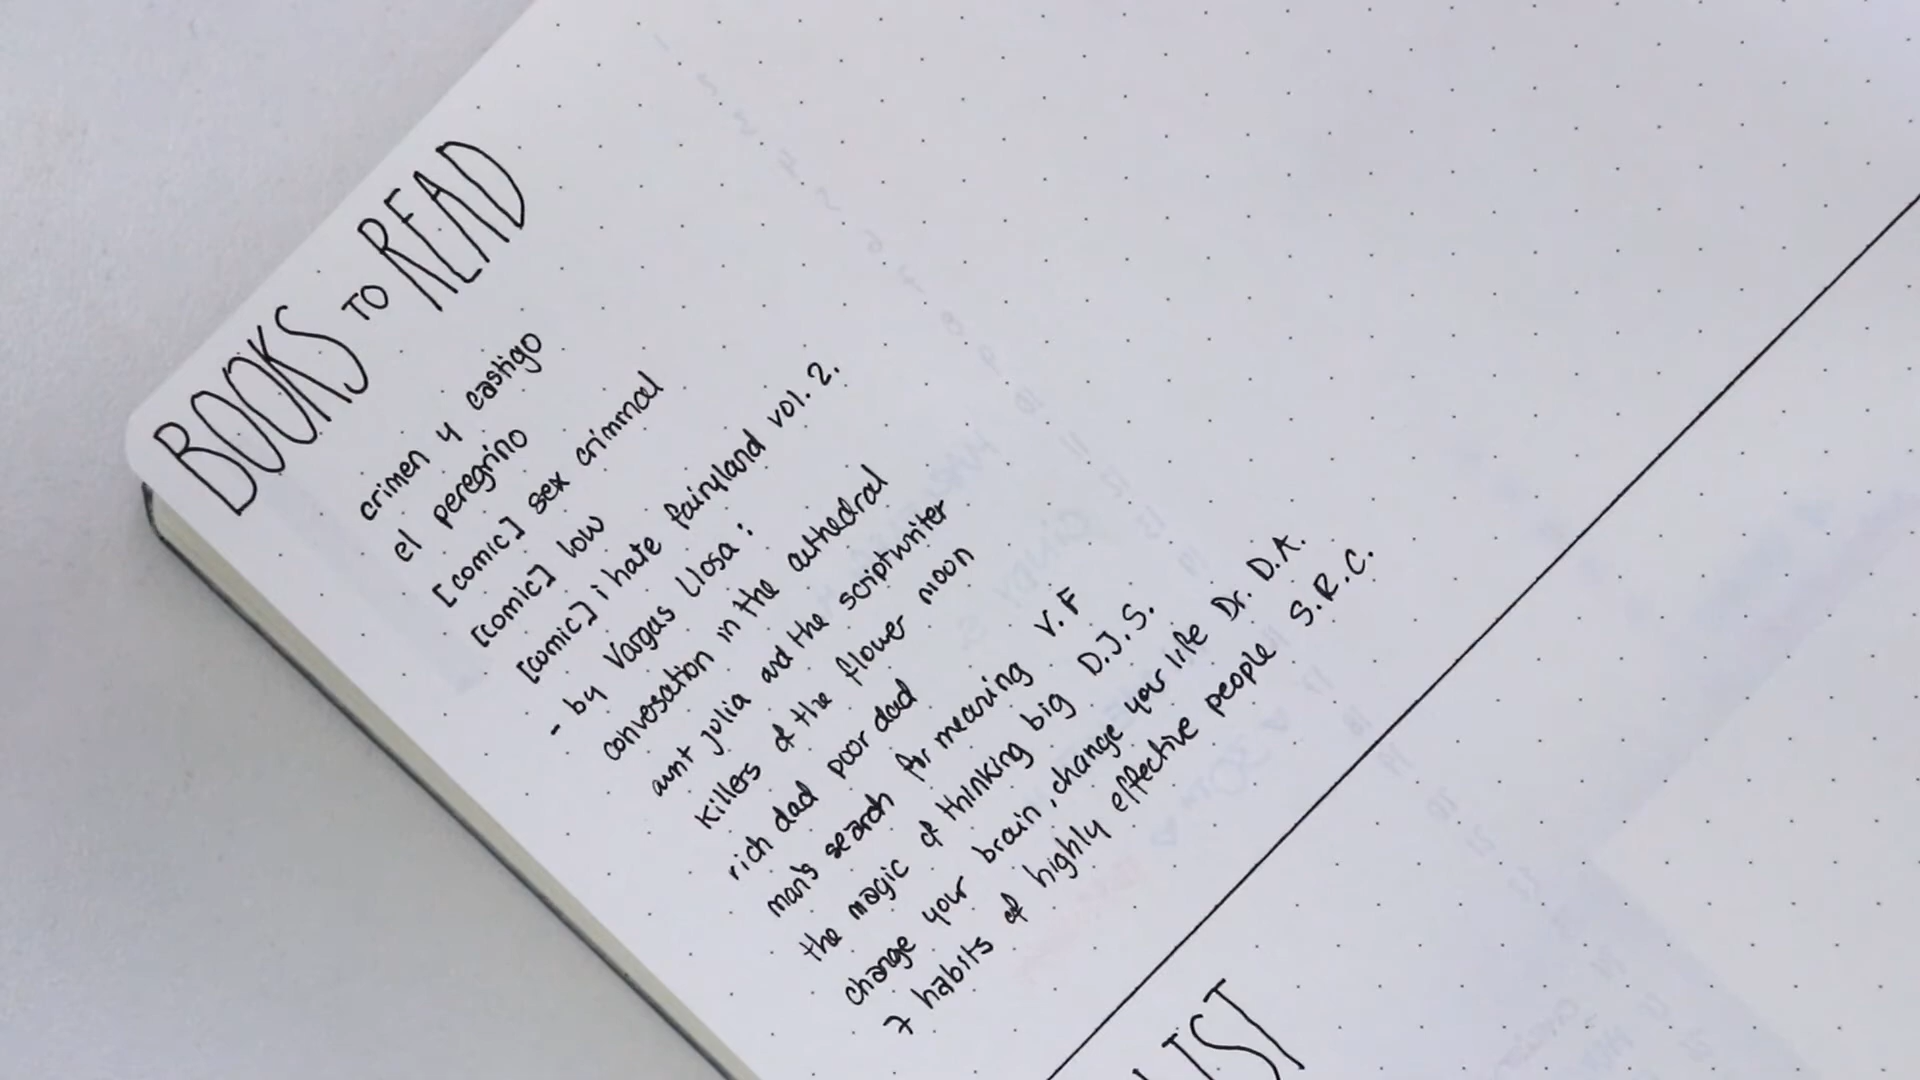 BOOKS TO READ
crimen y castigo
el peregrino
[comic] sex criminal
[comic] low
[comic] i hate fairyland vol. 2.
- by Vargas Llosa:
conversation in the cathedral
aunt julia and the scriptwriter
killers of the flower moon
rich dad poor dad
man's search for meaning V.F
the magic of thinking big D.J.S.
change your brain, change your life Dr. D.A.
7 habits of highly effective people S.R.C.
LIST